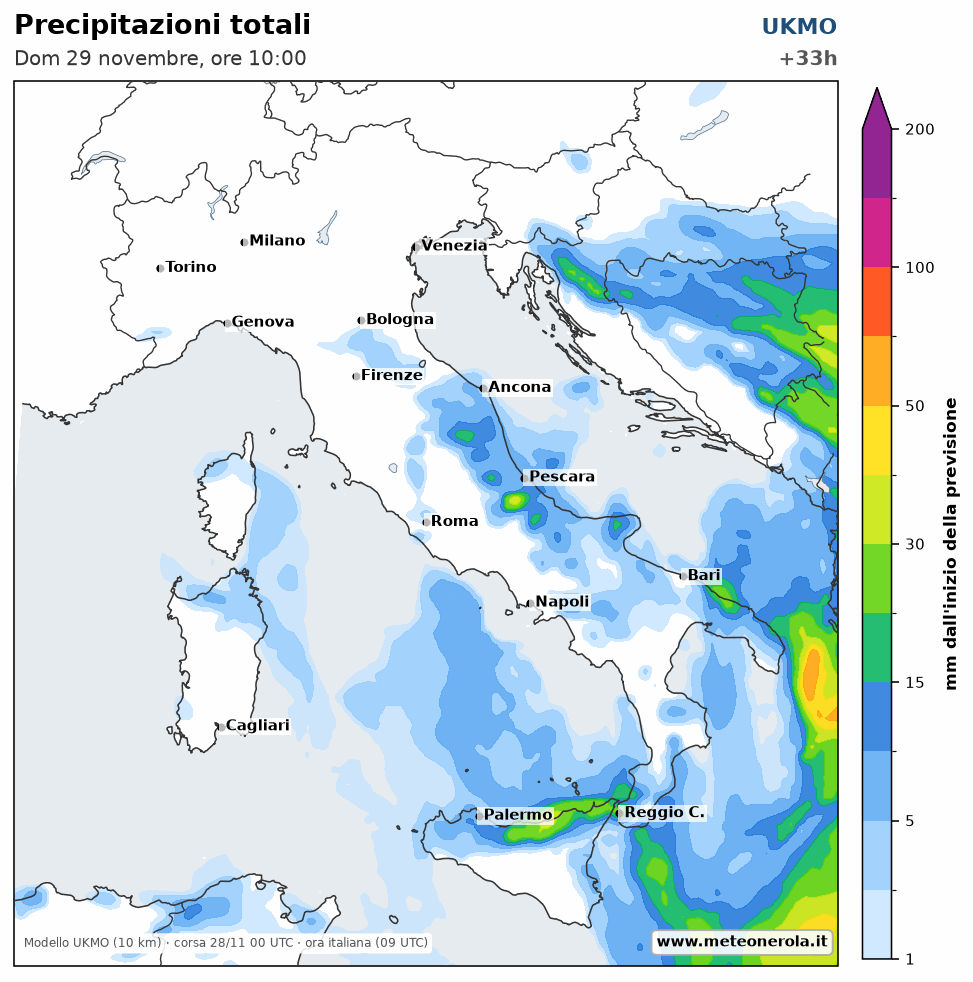 Precipitazioni totali
UKMO
Dom 29 novembre, ore 10:00
+33h
200
100
50
30
15
5
1
mm dall'inizio della previsione
Milano
Venezia
Torino
Genova
Bologna
Firenze
Ancona
Pescara
Roma
Bari
Napoli
Cagliari
Palermo
Reggio C.
Modello UKMO (10 km) · corsa 28/11 00 UTC · ora italiana (09 UTC)
www.meteonerola.it